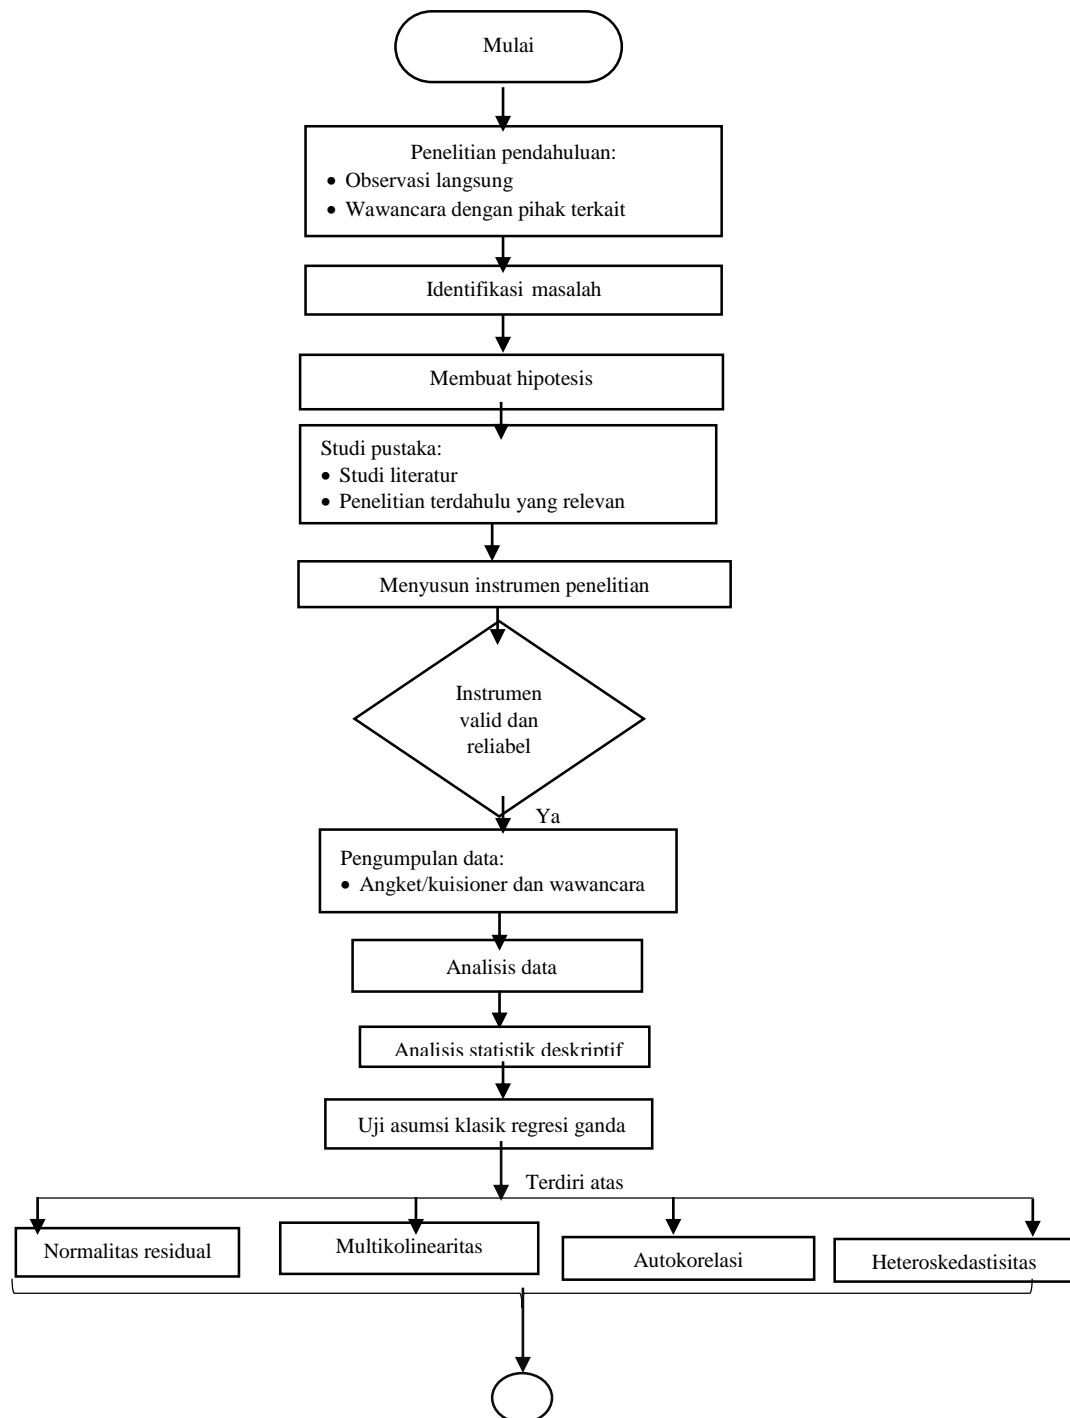 Mulai
Penelitian pendahuluan:
• Observasi langsung
• Wawancara dengan pihak terkait
Identifikasi masalah
Membuat hipotesis
Studi pustaka:
• Studi literatur
• Penelitian terdahulu yang relevan
Menyusun instrumen penelitian
Instrumen
valid dan
reliabel
Ya
Pengumpulan data:
• Angket/kuisioner dan wawancara
Analisis data
Analisis statistik deskriptif
Uji asumsi klasik regresi ganda
Terdiri atas
Normalitas residual
Multikolinearitas
Autokorelasi
Heteroskedastisitas